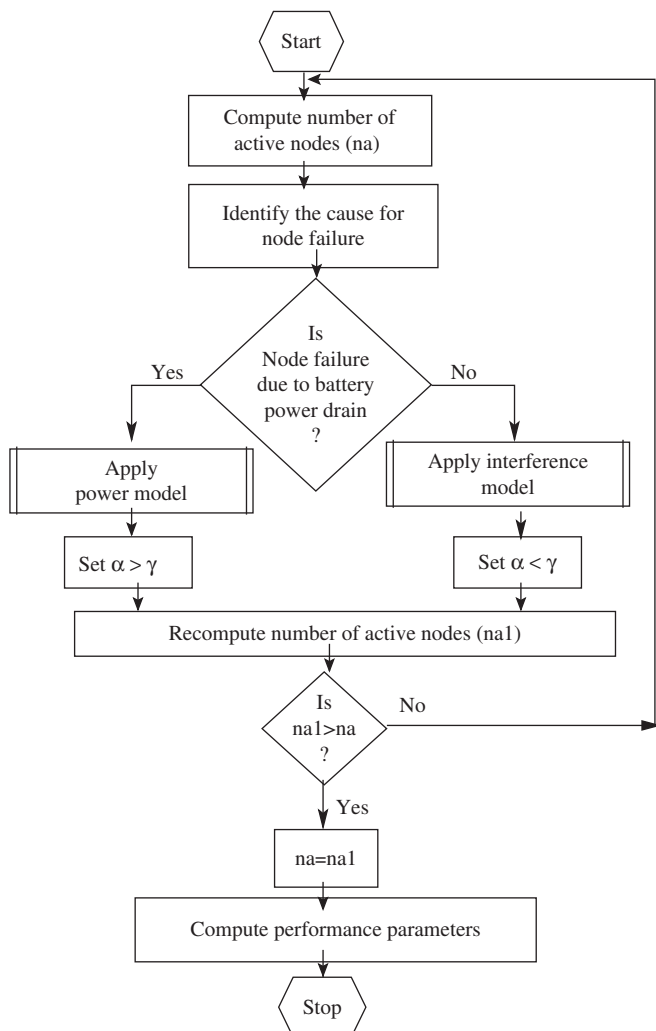 Start
Compute number of
active nodes (na)
Identify the cause for
node failure
Is
Node failure
due to battery
power drain
?
Yes
No
Apply
power model
Apply interference
model
Set α > γ
Set α < γ
Recompute number of active nodes (na1)
Is
na1>na
?
No
Yes
na=na1
Compute performance parameters
Stop